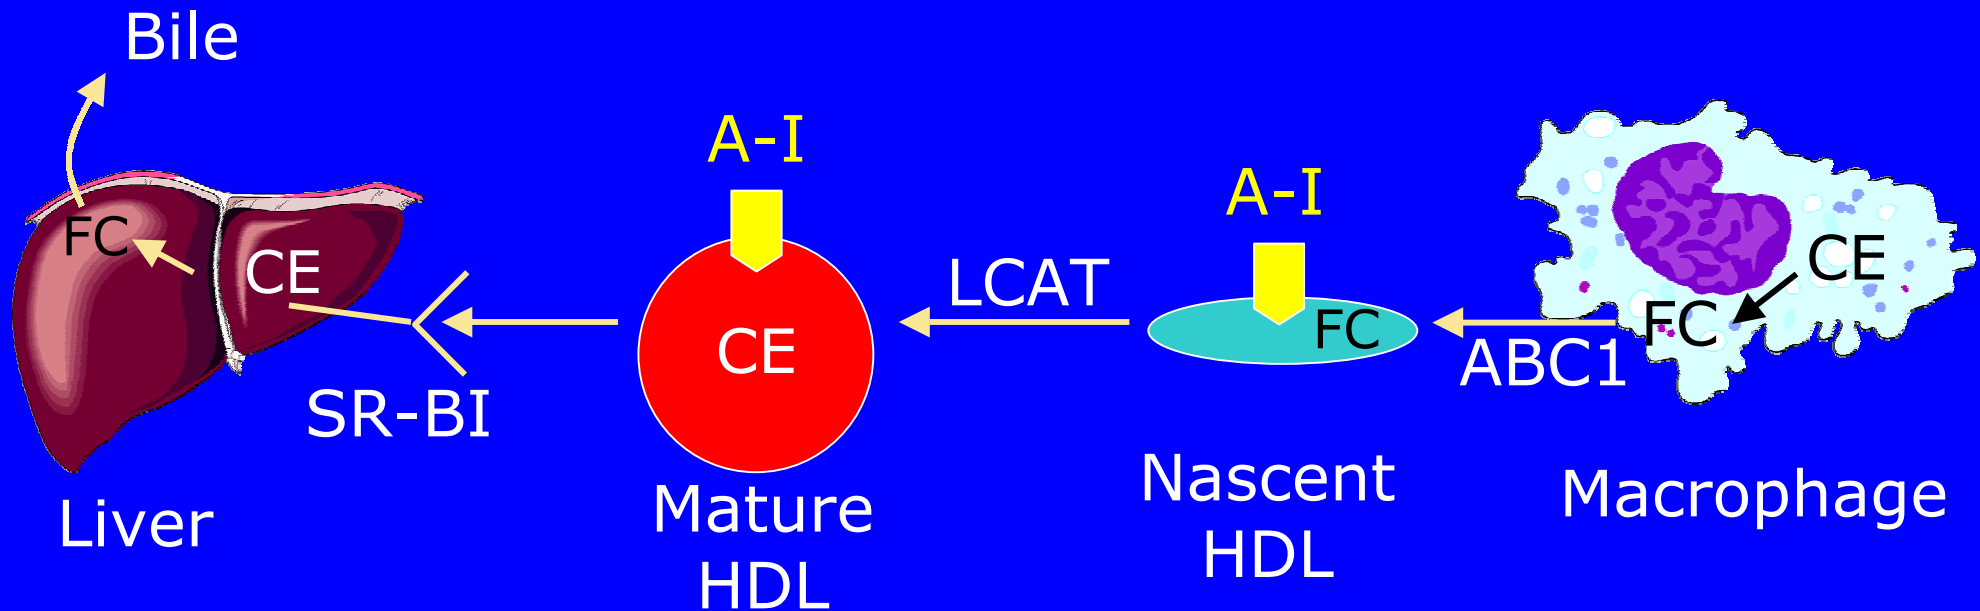 Bile
A-I
A-I
FC
CE
LCAT
CE
FC
CE
FC
ABC1
SR-BI
Liver
Mature
HDL
Nascent
HDL
Macrophage